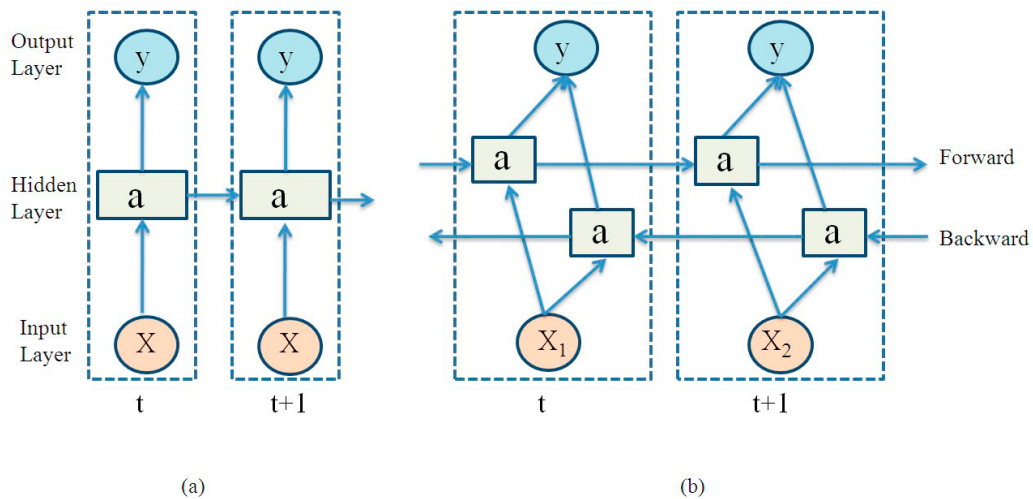 Output
Layer
y
y
y
y
Hidden
Layer
a
a
a
a
Forward
a
a
Backward
Input
Layer
X
X
X1
X2
t
t+1
t
t+1
(a)
(b)